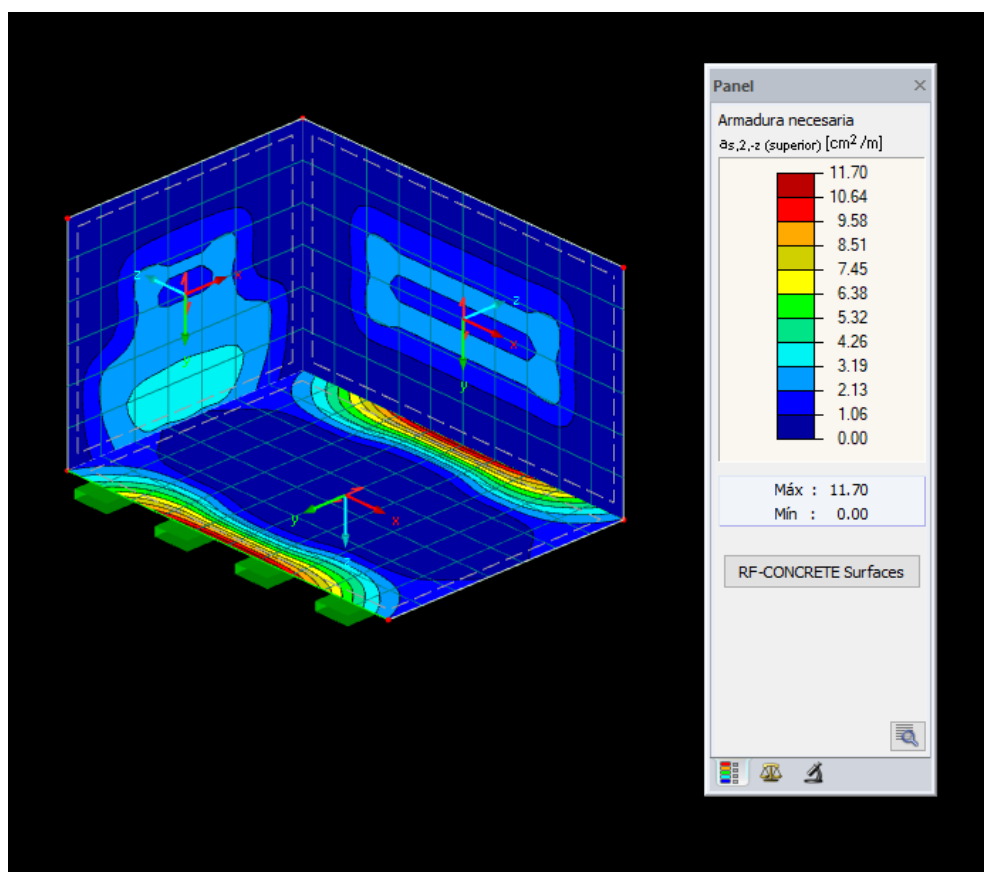 Panel
Armadura necesaria
as,2,-z (superior) [cm²/m]
11.70
10.64
9.58
8.51
7.45
6.38
5.32
4.26
3.19
2.13
1.06
0.00
Máx : 11.70
Mín : 0.00
RF-CONCRETE Surfaces
z
x
y
z
x
y
y
x
z